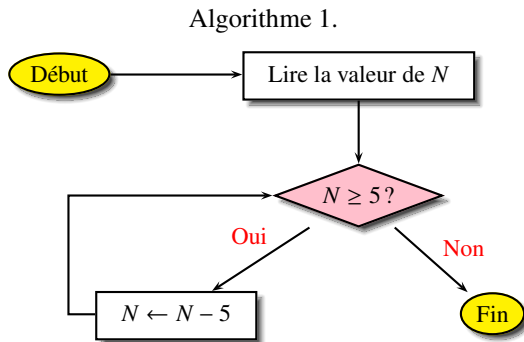 Algorithme 1.
Début
Lire la valeur de N
N ≥ 5 ?
Oui
Non
N ← N − 5
Fin